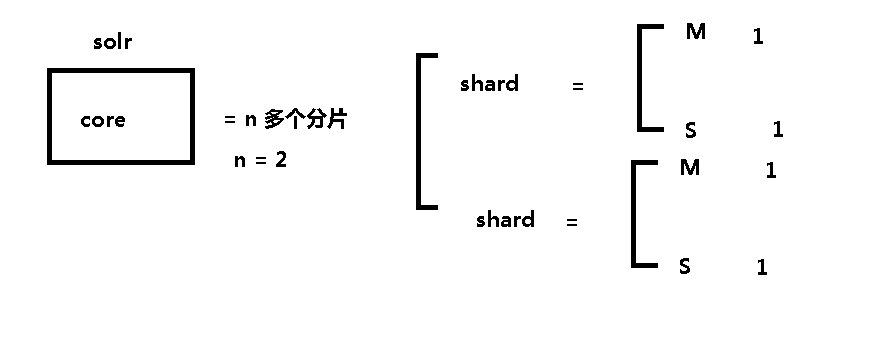 solr
core
= n 多个分片
n = 2
shard =
M 1
S 1
shard =
M 1
S 1